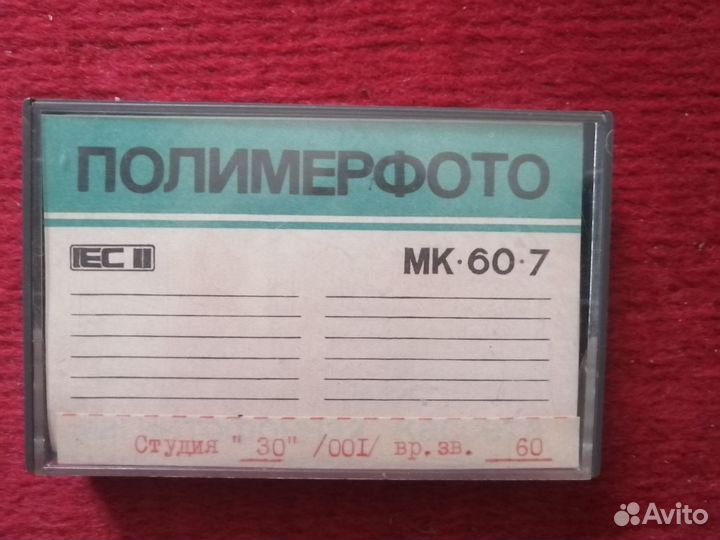 ПОЛИМЕРФОТО
IEC II МК·60·7
Студия "30" /00I/ вр.зв. 60
Avito